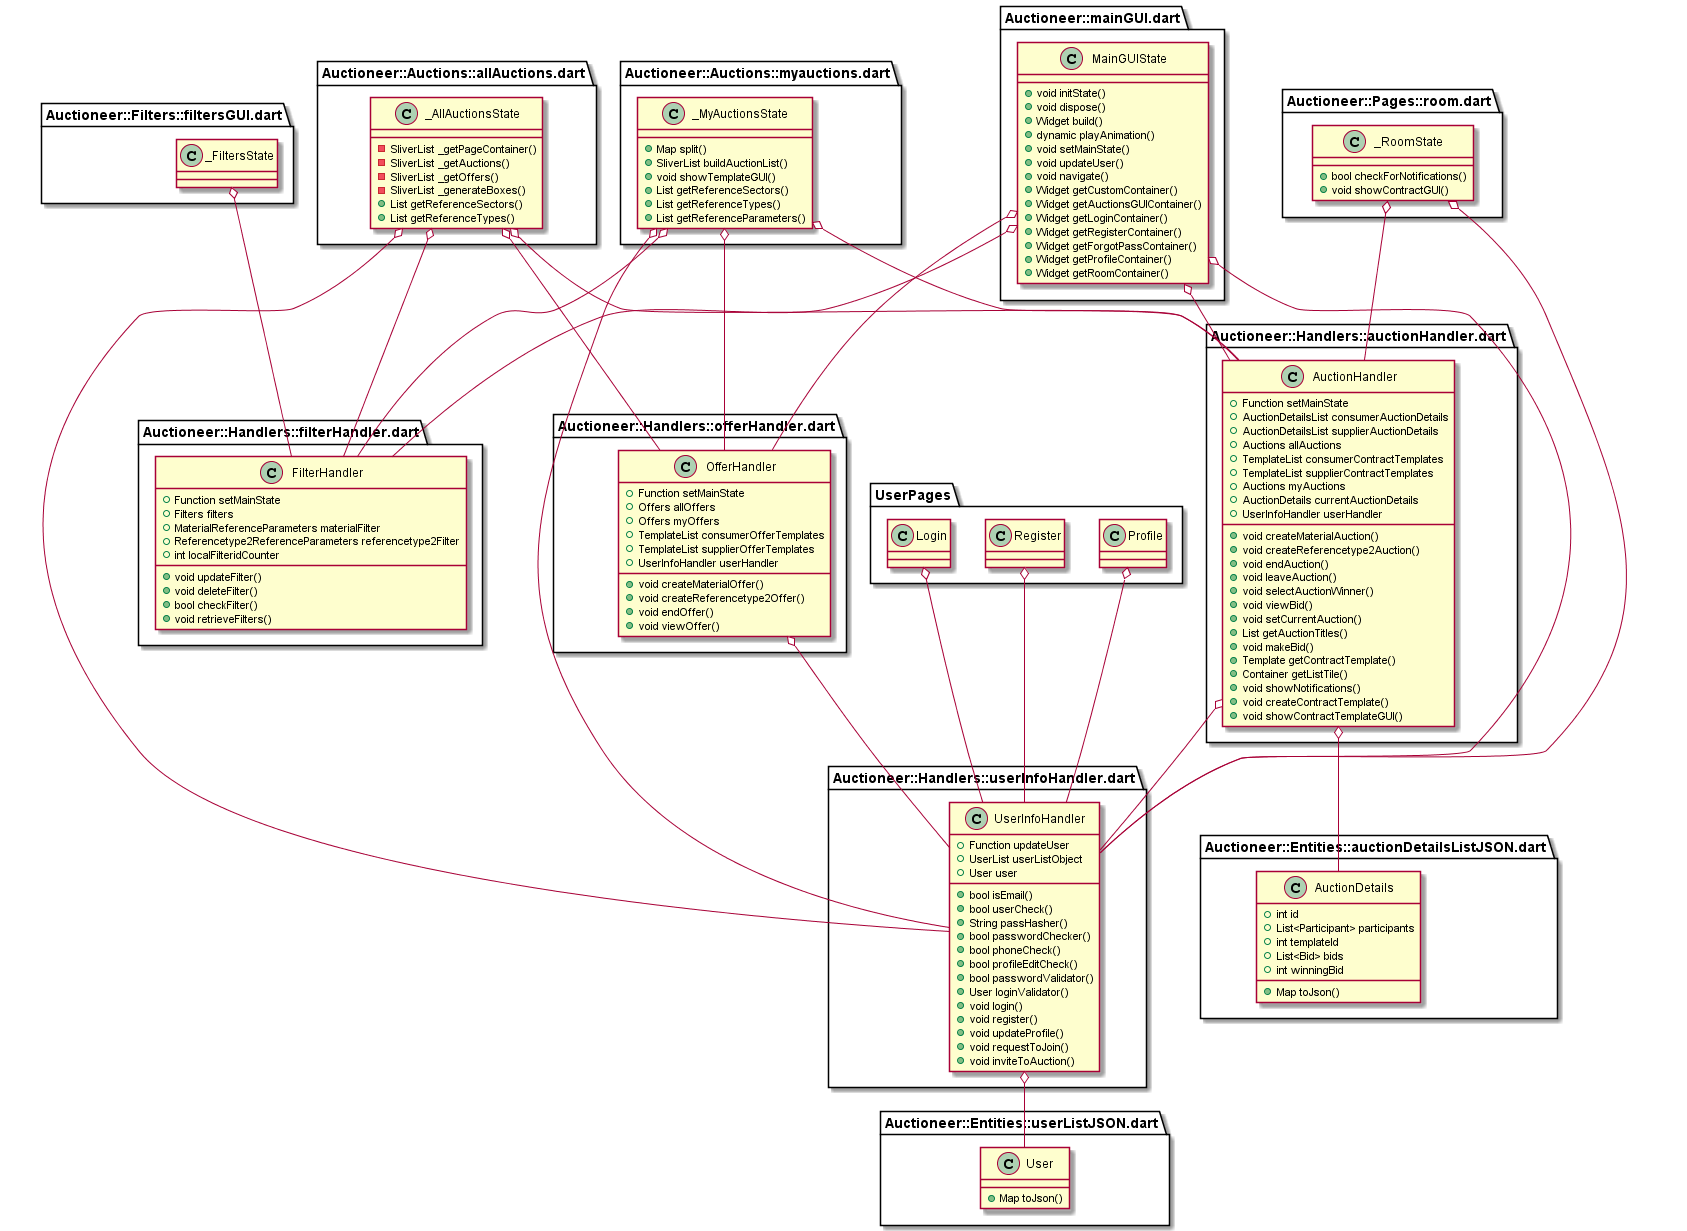 Auctioneer::mainGUI.dart
C MainGUIState
void initState()
void dispose()
Widget build()
dynamic playAnimation()
void setMainState()
void updateUser()
void navigate()
Widget getCustomContainer()
Widget getAuctionsGUIContainer()
Widget getLoginContainer()
Widget getRegisterContainer()
Widget getForgotPassContainer()
Widget getProfileContainer()
Widget getRoomContainer()
Auctioneer::Auctions::allAuctions.dart
C _AllAuctionsState
SliverList _getPageContainer()
SliverList _getAuctions()
SliverList _getOffers()
SliverList _generateBoxes()
List getReferenceSectors()
List getReferenceTypes()
Auctioneer::Auctions::myauctions.dart
C _MyAuctionsState
Map split()
SliverList buildAuctionList()
void showTemplateGUI()
List getReferenceSectors()
List getReferenceTypes()
List getReferenceParameters()
Auctioneer::Pages::room.dart
C _RoomState
bool checkForNotifications()
void showContractGUI()
Auctioneer::Filters::filtersGUI.dart
C _FiltersState
Auctioneer::Handlers::auctionHandler.dart
C AuctionHandler
Function setMainState
AuctionDetailsList consumerAuctionDetails
AuctionDetailsList supplierAuctionDetails
Auctions allAuctions
TemplateList consumerContractTemplates
TemplateList supplierContractTemplates
Auctions myAuctions
AuctionDetails currentAuctionDetails
UserInfoHandler userHandler
void createMaterialAuction()
void createReferencetype2Auction()
void endAuction()
void leaveAuction()
void selectAuctionWinner()
void viewBid()
void setCurrentAuction()
List getAuctionTitles()
void makeBid()
Template getContractTemplate()
Container getListTile()
void showNotifications()
void createContractTemplate()
void showContractTemplateGUI()
Auctioneer::Handlers::filterHandler.dart
C FilterHandler
Function setMainState
Filters filters
MaterialReferenceParameters materialFilter
Referencetype2ReferenceParameters referencetype2Filter
int localFilteridCounter
void updateFilter()
void deleteFilter()
bool checkFilter()
void retrieveFilters()
Auctioneer::Handlers::offerHandler.dart
C OfferHandler
Function setMainState
Offers allOffers
Offers myOffers
TemplateList consumerOfferTemplates
TemplateList supplierOfferTemplates
UserInfoHandler userHandler
void createMaterialOffer()
void createReferencetype2Offer()
void endOffer()
void viewOffer()
UserPages
C Login
C Register
C Profile
Auctioneer::Handlers::userInfoHandler.dart
C UserInfoHandler
Function updateUser
UserList userListObject
User user
bool isEmail()
bool userCheck()
String passHasher()
bool passwordChecker()
bool phoneCheck()
bool profileEditCheck()
bool passwordValidator()
User loginValidator()
void login()
void register()
void updateProfile()
void requestToJoin()
void inviteToAuction()
Auctioneer::Entities::auctionDetailsListJSON.dart
C AuctionDetails
int id
List<Participant> participants
int templateId
List<Bid> bids
int winningBid
Map toJson()
Auctioneer::Entities::userListJSON.dart
C User
Map toJson()